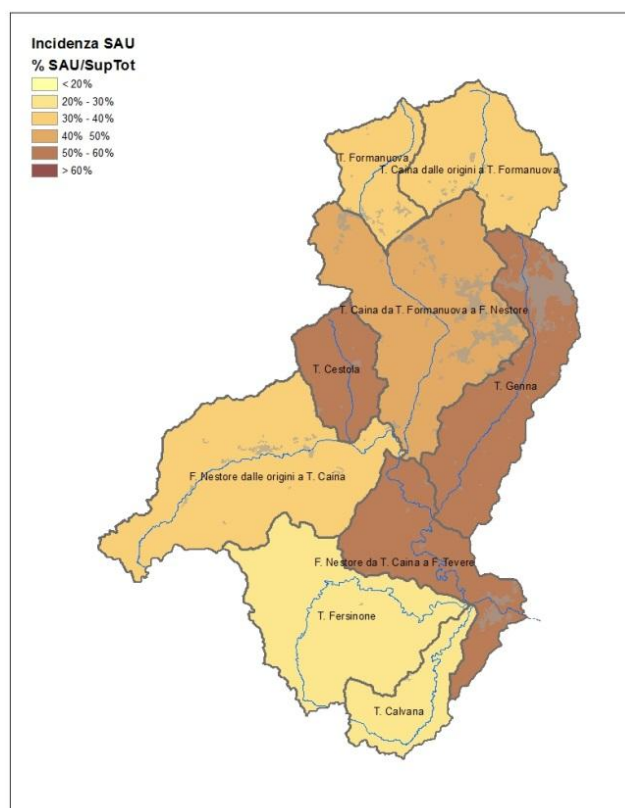 Incidenza SAU
% SAU/SupTot
< 20%
20% - 30%
30% - 40%
40% 50%
50% - 60%
> 60%
T. Formanuova
T. Caina dalle origini a T. Formanuova
T. Caina da T. Formanuova a F. Nestore
T. Cestola
T. Genna
F. Nestore dalle origini a T. Caina
F. Nestore da T. Caina a F. Tevere
T. Fersinone
T. Calvana